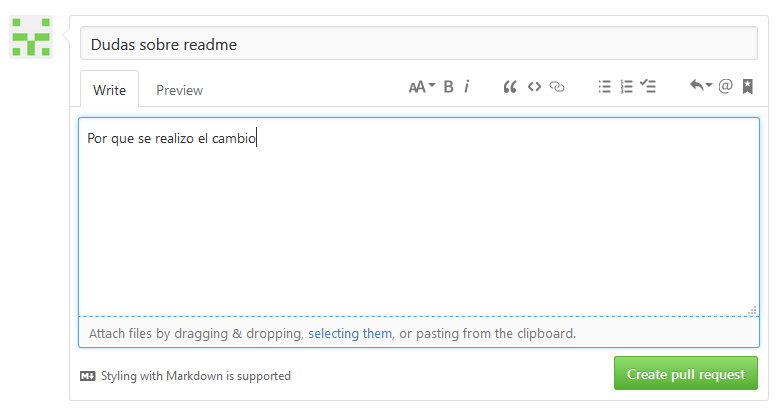 Dudas sobre readme
Write Preview AA B i @
Por que se realizo el cambio
Attach files by dragging & dropping, selecting them, or pasting from the clipboard.
Styling with Markdown is supported
Create pull request